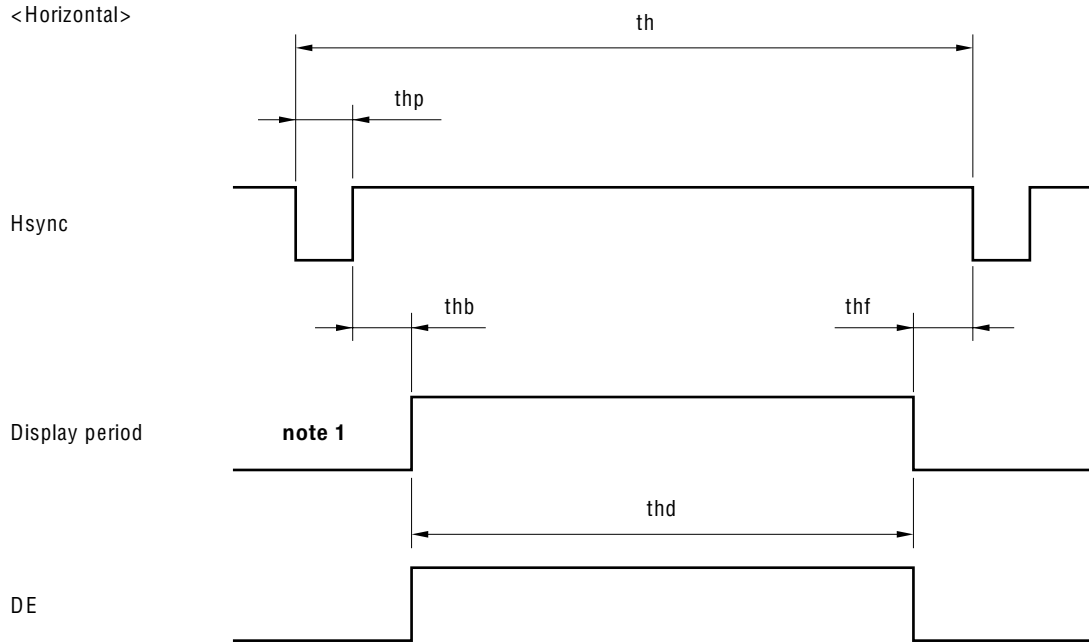 <Horizontal>
th
thp
Hsync
thb
thf
Display period
note 1
thd
DE